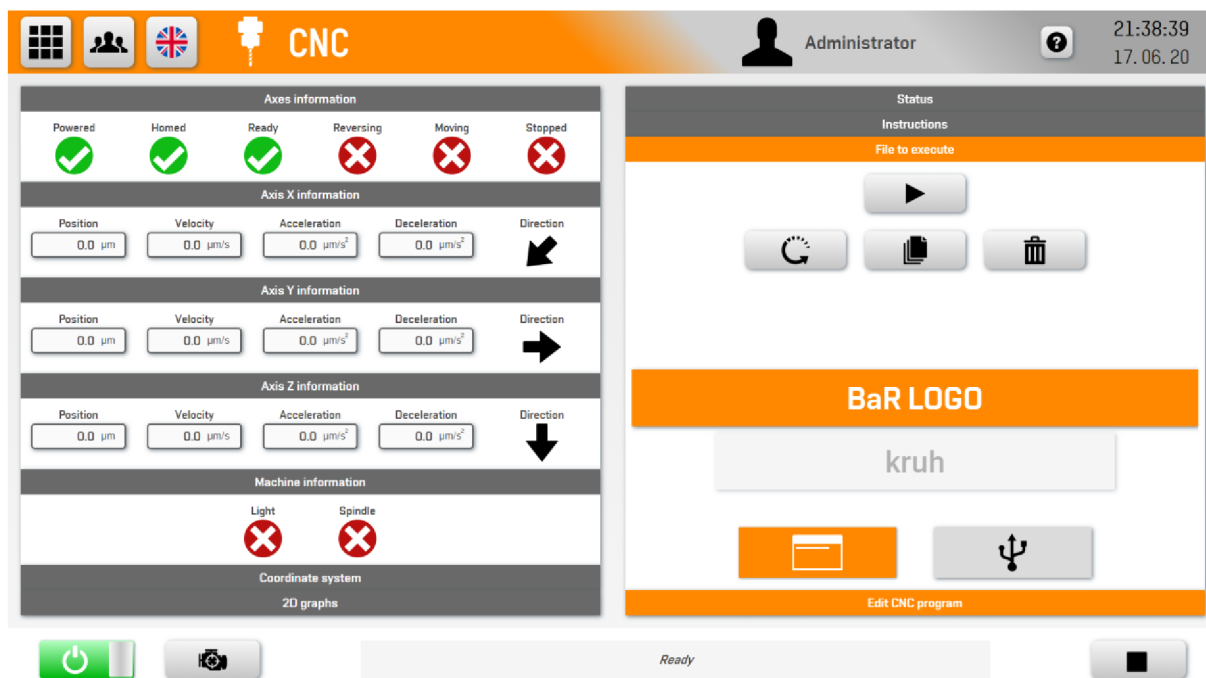 CNC
Administrator
21:38:39
17. 06. 20
Axes information
Powered Homed Ready Reversing Moving Stopped
Axis X information
Position Velocity Acceleration Deceleration Direction
0.0 µm 0.0 µm/s 0.0 µm/s² 0.0 µm/s²
Axis Y information
Position Velocity Acceleration Deceleration Direction
0.0 µm 0.0 µm/s 0.0 µm/s² 0.0 µm/s²
Axis Z information
Position Velocity Acceleration Deceleration Direction
0.0 µm 0.0 µm/s 0.0 µm/s² 0.0 µm/s²
Machine information
Light Spindle
Coordinate system
2D graphs
Status
Instructions
File to execute
BaR LOGO
kruh
Edit CNC program
Ready